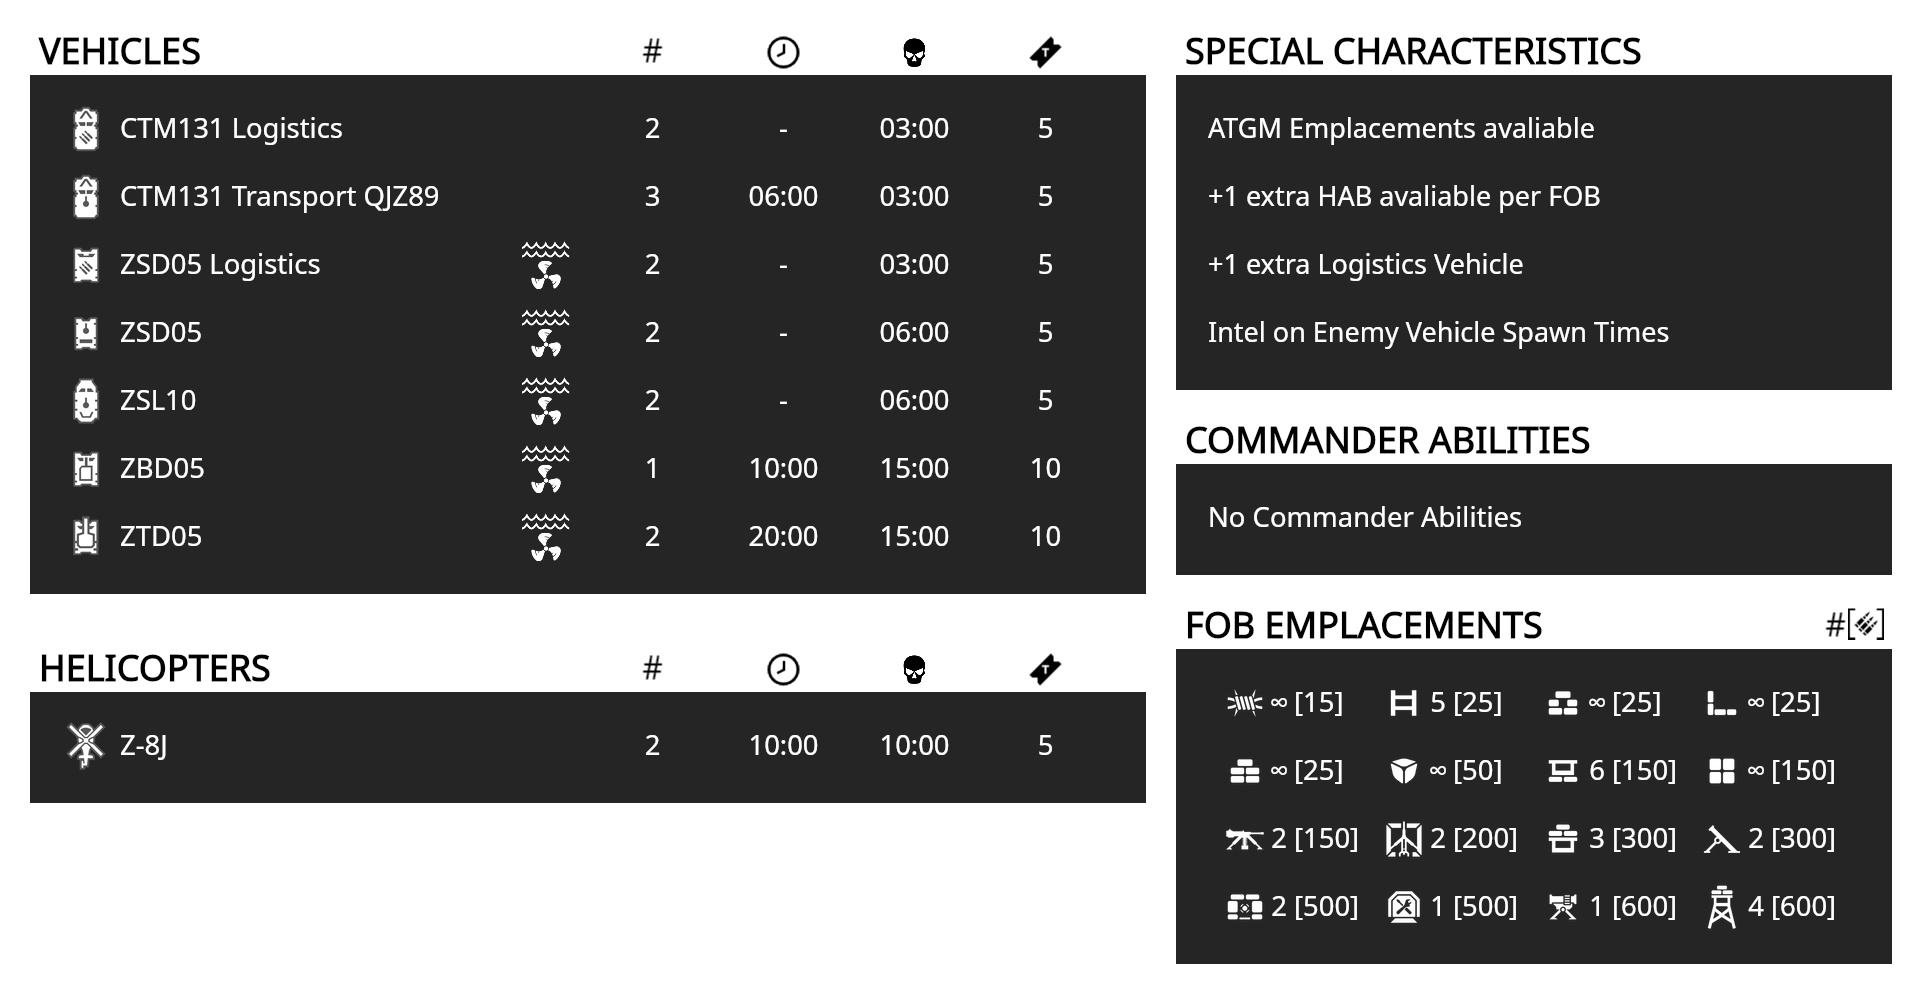 VEHICLES #
CTM131 Logistics 2 - 03:00 5
CTM131 Transport QJZ89 3 06:00 03:00 5
ZSD05 Logistics 2 - 03:00 5
ZSD05 2 - 06:00 5
ZSL10 2 - 06:00 5
ZBD05 1 10:00 15:00 10
ZTD05 2 20:00 15:00 10
HELICOPTERS #
Z-8J 2 10:00 10:00 5
SPECIAL CHARACTERISTICS
ATGM Emplacements avaliable
+1 extra HAB avaliable per FOB
+1 extra Logistics Vehicle
Intel on Enemy Vehicle Spawn Times
COMMANDER ABILITIES
No Commander Abilities
FOB EMPLACEMENTS #[]
∞ [15] 5 [25] ∞ [25] ∞ [25]
∞ [25] ∞ [50] 6 [150] ∞ [150]
2 [150] 2 [200] 3 [300] 2 [300]
2 [500] 1 [500] 1 [600] 4 [600]